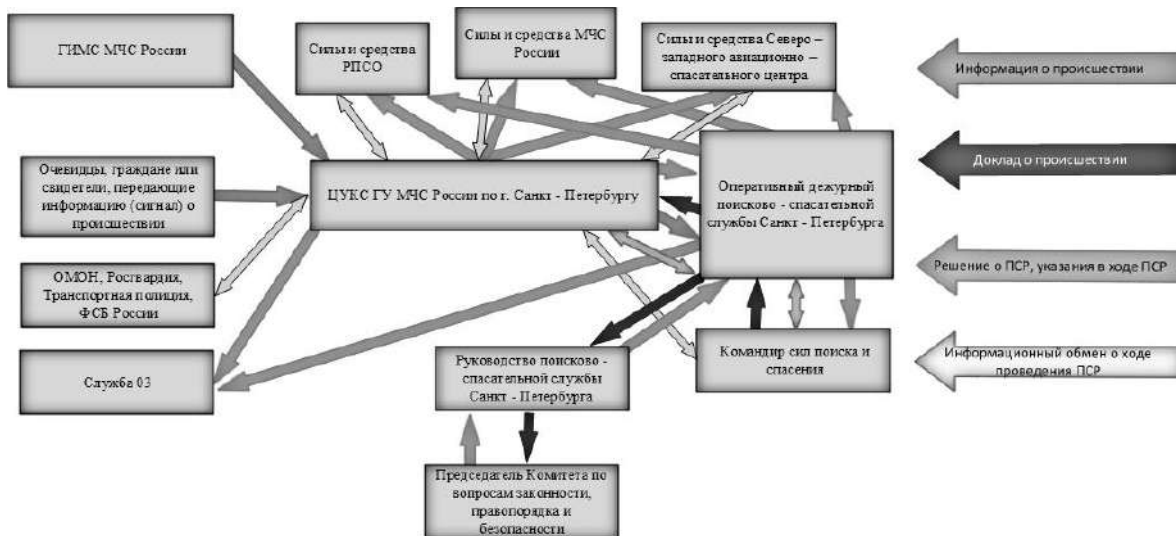 ГИМС МЧС России
Силы и средства
РПСО
Силы и средства МЧС
России
Силы и средства Северо –
западного авиационно –
спасательного центра
Информация о происшествии
Очевидцы, граждане или
свидетели, передающие
информацию (сигнал) о
происшествии
ЦУКС ГУ МЧС России по г. Санкт - Петербургу
Оперативный дежурный
поисково - спасательной
службы Санкт - Петербурга
Доклад о происшествии
ОМОН, Росгвардия,
Транспортная полиция,
ФСБ России
Решение о ПСР, указания в ходе ПСР
Служба 03
Руководство поисково -
спасательной службы
Санкт - Петербурга
Командир сил поиска и
спасения
Информационный обмен о ходе
проведения ПСР
Председатель Комитета по
вопросам законности,
правопорядка и
безопасности